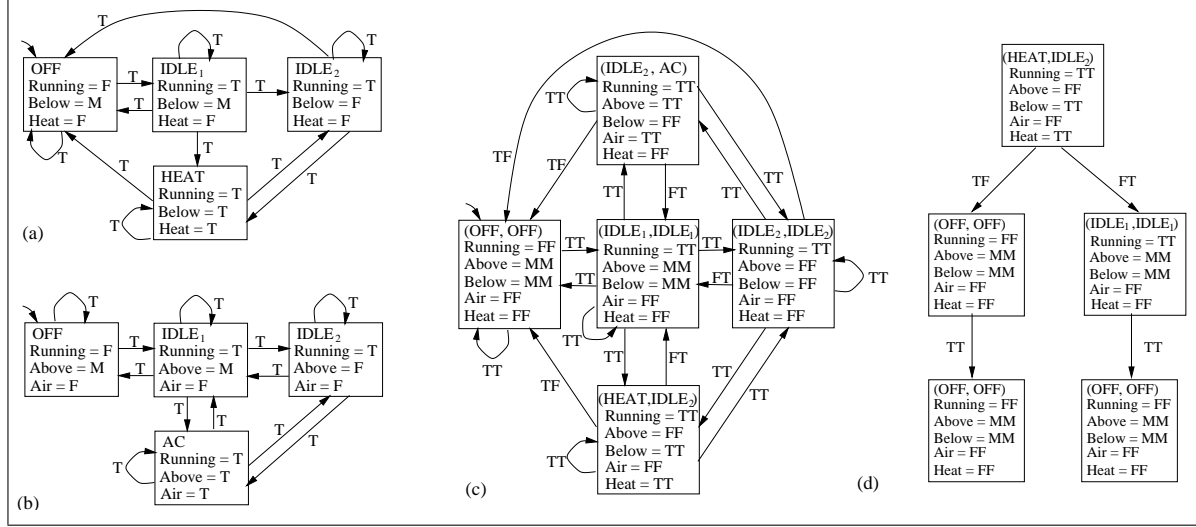 T
T
T
OFF
Running = F
Below = M
Heat = F
T
T
IDLE₁
Running = T
Below = M
Heat = F
T
IDLE₂
Running = T
Below = F
Heat = F
T
T
T
T
T
HEAT
Running = T
Below = T
Heat = T
T
(a)
T
T
T
OFF
Running = F
Above = M
Air = F
T
T
IDLE₁
Running = T
Above = M
Air = F
T
T
IDLE₂
Running = T
Above = F
Air = F
T
T
T
T
AC
Running = T
Above = T
Air = T
T
(b)
(IDLE₂, AC)
Running = TT
Above = TT
Below = FF
Air = TT
Heat = FF
TT
TF
TF
TT
FT
TT
TT
(OFF, OFF)
Running = FF
Above = MM
Below = MM
Air = FF
Heat = FF
TT
TT
TT
(IDLE₁,IDLE₁)
Running = TT
Above = MM
Below = MM
Air = FF
Heat = FF
TT
TT
FT
(IDLE₂,IDLE₂)
Running = TT
Above = FF
Below = FF
Air = FF
Heat = FF
TT
TF
TT
FT
TT
TT
(HEAT,IDLE₂)
Running = TT
Above = FF
Below = TT
Air = FF
Heat = TT
TT
(c)
(HEAT,IDLE₂)
Running = TT
Above = FF
Below = TT
Air = FF
Heat = TT
TF
FT
(OFF, OFF)
Running = FF
Above = MM
Below = MM
Air = FF
Heat = FF
(IDLE₁,IDLE₁)
Running = TT
Above = MM
Below = MM
Air = FF
Heat = FF
TT
TT
(OFF, OFF)
Running = FF
Above = MM
Below = MM
Air = FF
Heat = FF
(OFF, OFF)
Running = FF
Above = MM
Below = MM
Air = FF
Heat = FF
(d)